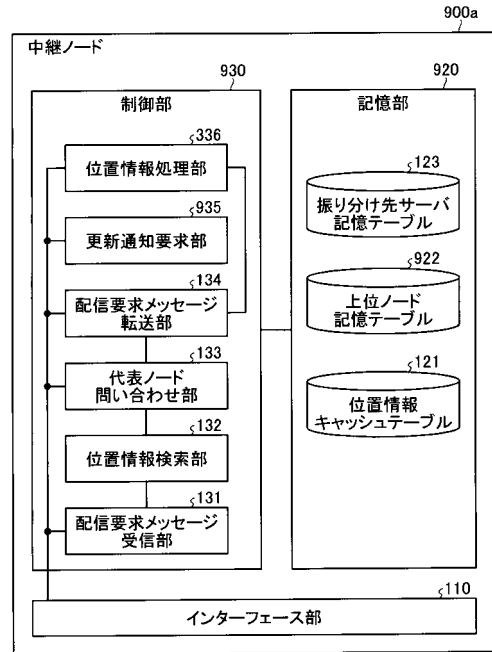 900a
中継ノード
930
制御部
336
位置情報処理部
935
更新通知要求部
134
配信要求メッセージ
転送部
133
代表ノード
問い合わせ部
132
位置情報検索部
131
配信要求メッセージ
受信部
920
記憶部
123
振り分け先サーバ
記憶テーブル
922
上位ノード
記憶テーブル
121
位置情報
キャッシュテーブル
110
インターフェース部